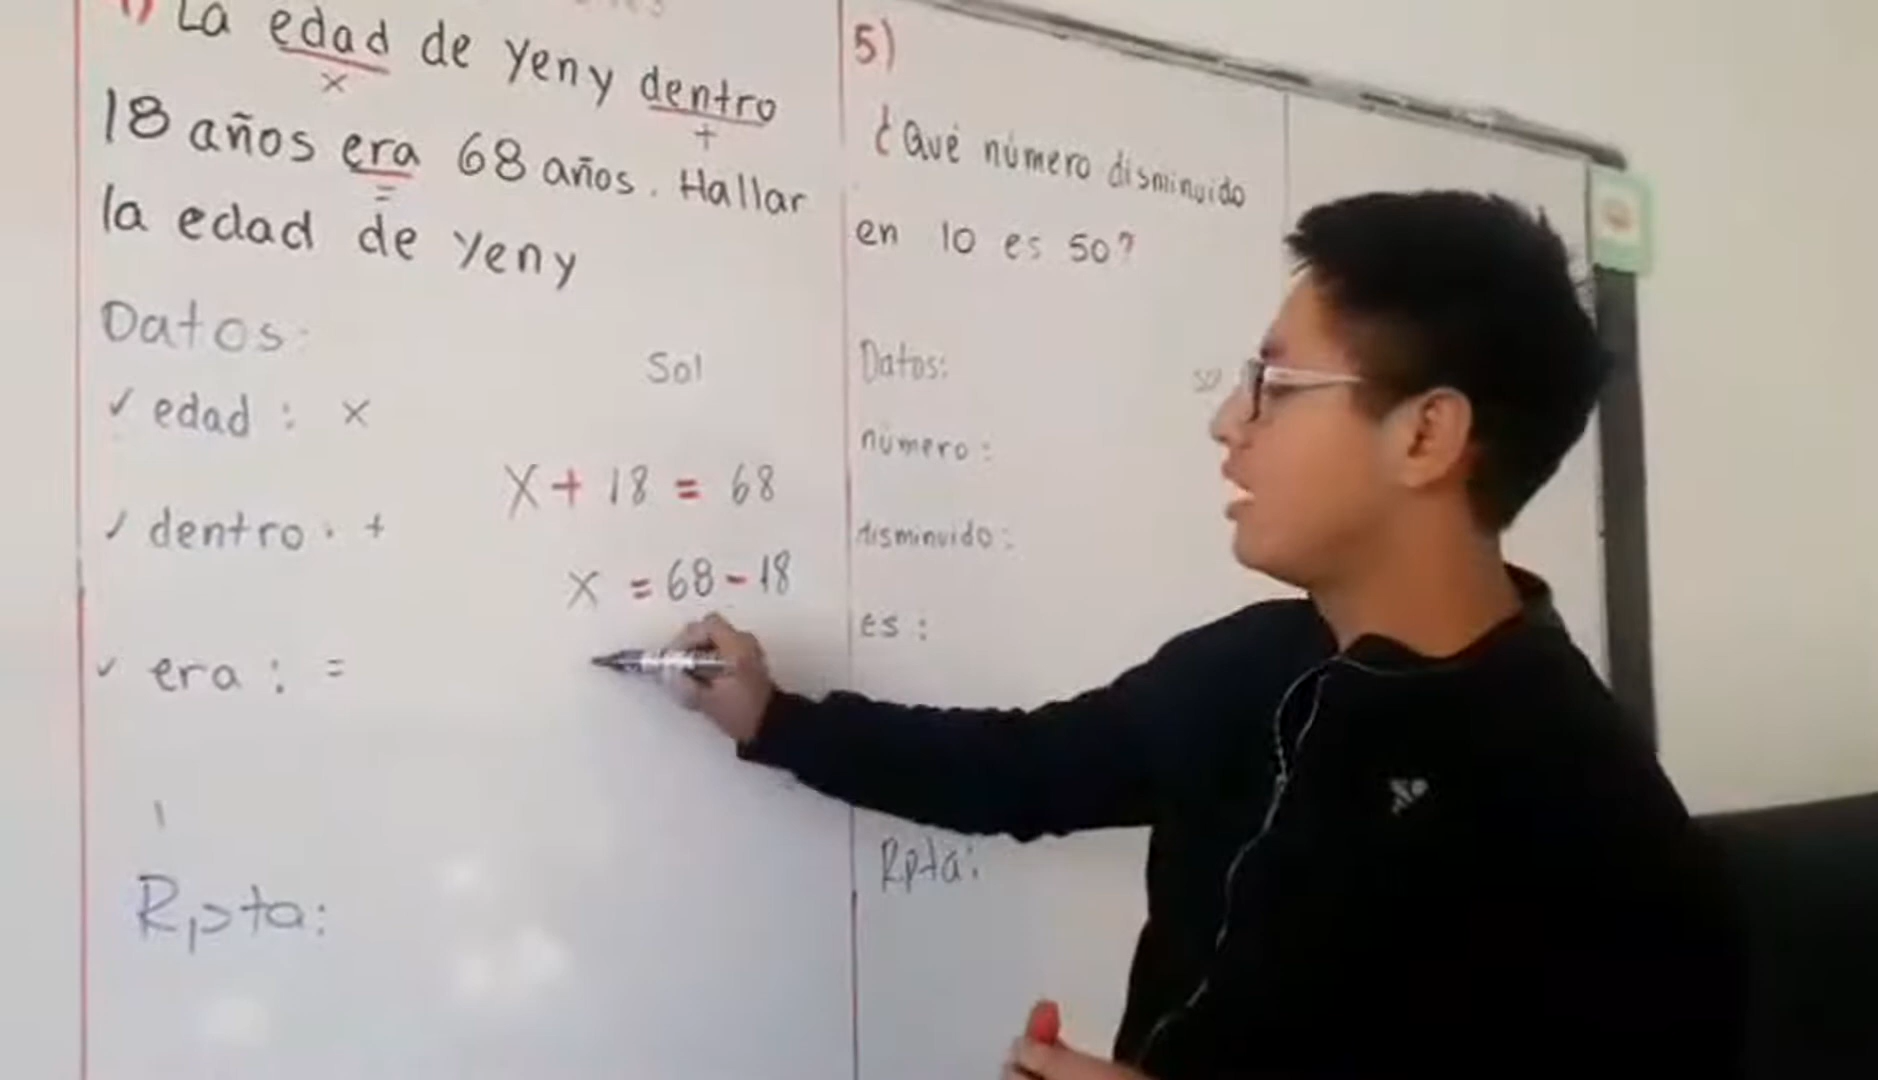 La edad de Yeny dentro
x
+
18 años era 68 años. Hallar
=
la edad de Yeny
Datos:
Sol
✓ edad : x
x + 18 = 68
✓ dentro : +
x = 68 - 18
✓ era : =
Rpta:
5)
¿Qué número disminuido
en 10 es 50?
Datos:
número :
disminuido :
es :
Rpta: